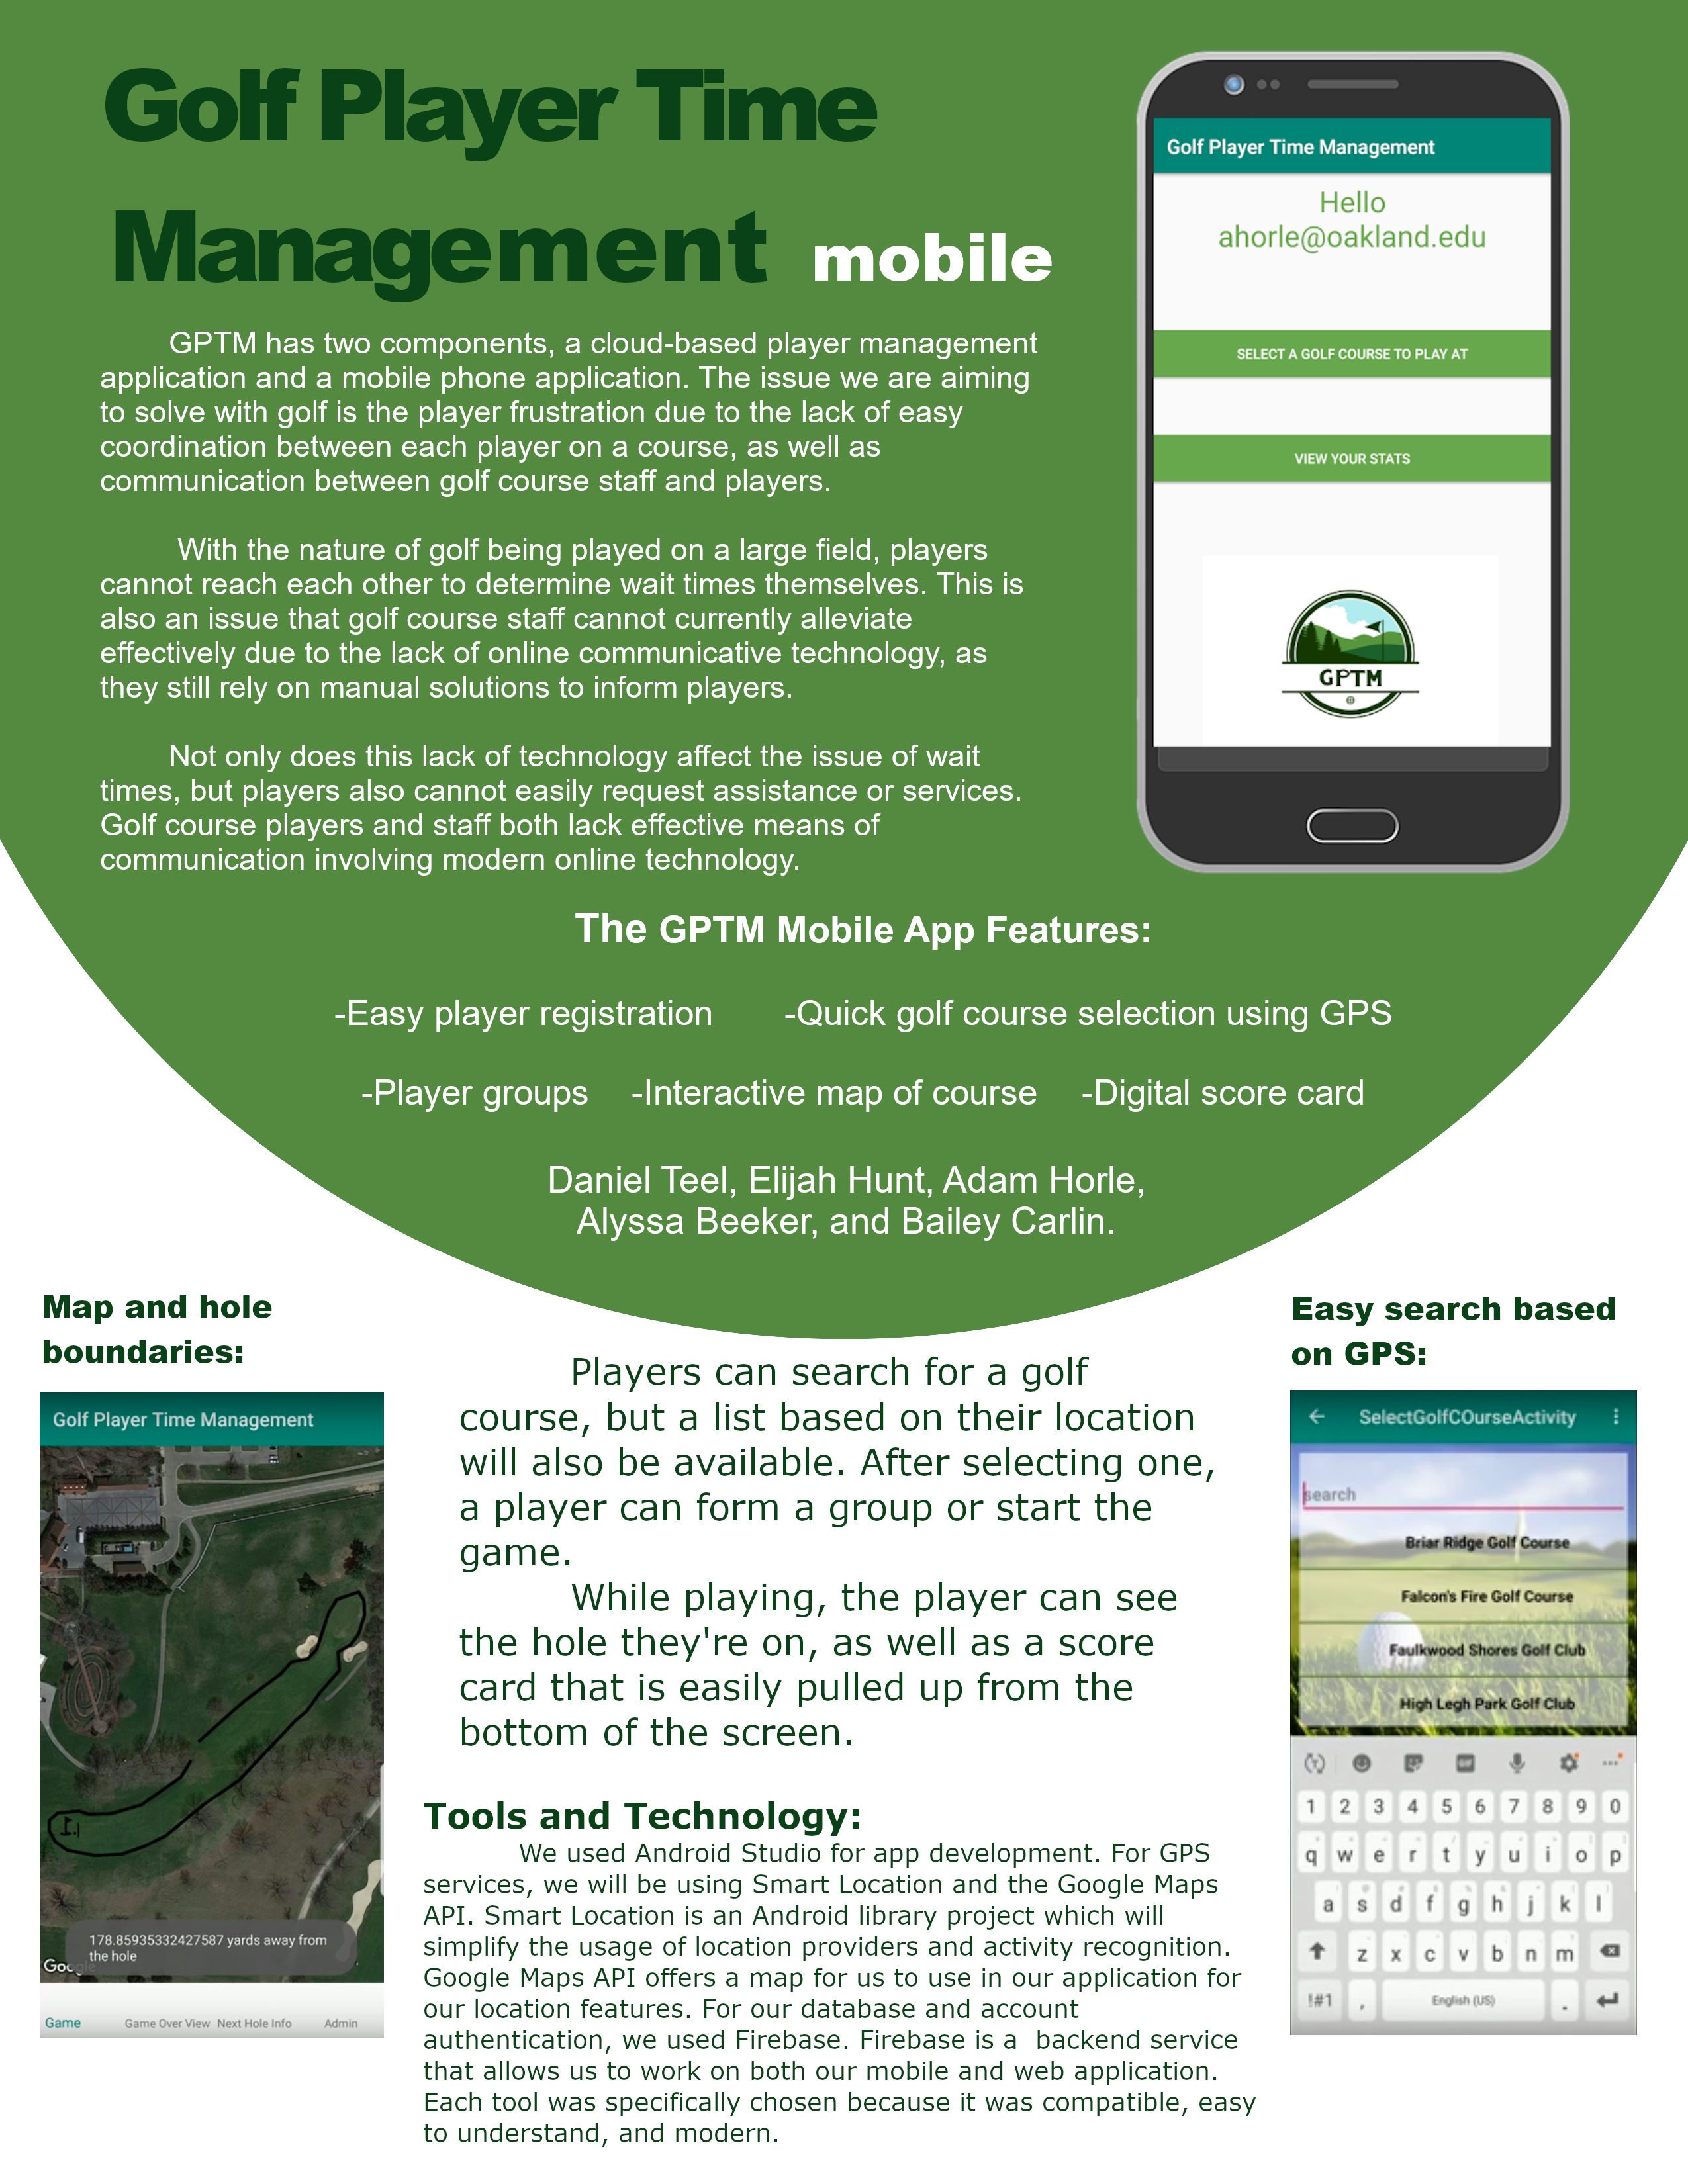 Golf Player Time
Management mobile
GPTM has two components, a cloud-based player management
application and a mobile phone application. The issue we are aiming
to solve with golf is the player frustration due to the lack of easy
coordination between each player on a course, as well as
communication between golf course staff and players.
With the nature of golf being played on a large field, players
cannot reach each other to determine wait times themselves. This is
also an issue that golf course staff cannot currently alleviate
effectively due to the lack of online communicative technology, as
they still rely on manual solutions to inform players.
Not only does this lack of technology affect the issue of wait
times, but players also cannot easily request assistance or services.
Golf course players and staff both lack effective means of
communication involving modern online technology.
Golf Player Time Management
Hello
ahorle@oakland.edu
SELECT A GOLF COURSE TO PLAY AT
VIEW YOUR STATS
GPTM
The GPTM Mobile App Features:
-Easy player registration -Quick golf course selection using GPS
-Player groups -Interactive map of course -Digital score card
Daniel Teel, Elijah Hunt, Adam Horle,
Alyssa Beeker, and Bailey Carlin.
Map and hole
boundaries:
Golf Player Time Management
1
178.85935332427587 yards away from
the hole
Google
Game Game Over View Next Hole Info Admin
Players can search for a golf
course, but a list based on their location
will also be available. After selecting one,
a player can form a group or start the
game.
While playing, the player can see
the hole they're on, as well as a score
card that is easily pulled up from the
bottom of the screen.
Tools and Technology:
We used Android Studio for app development. For GPS
services, we will be using Smart Location and the Google Maps
API. Smart Location is an Android library project which will
simplify the usage of location providers and activity recognition.
Google Maps API offers a map for us to use in our application for
our location features. For our database and account
authentication, we used Firebase. Firebase is a  backend service
that allows us to work on both our mobile and web application.
Each tool was specifically chosen because it was compatible, easy
to understand, and modern.
Easy search based
on GPS:
SelectGolfCOurseActivity
search
Briar Ridge Golf Course
Falcon's Fire Golf Course
Faulkwood Shores Golf Club
High Legh Park Golf Club
GIF
1 2 3 4 5 6 7 8 9 0
q w e r t y u i o p
a s d f g h j k l
z x c v b n m
!#1 , English (US) .